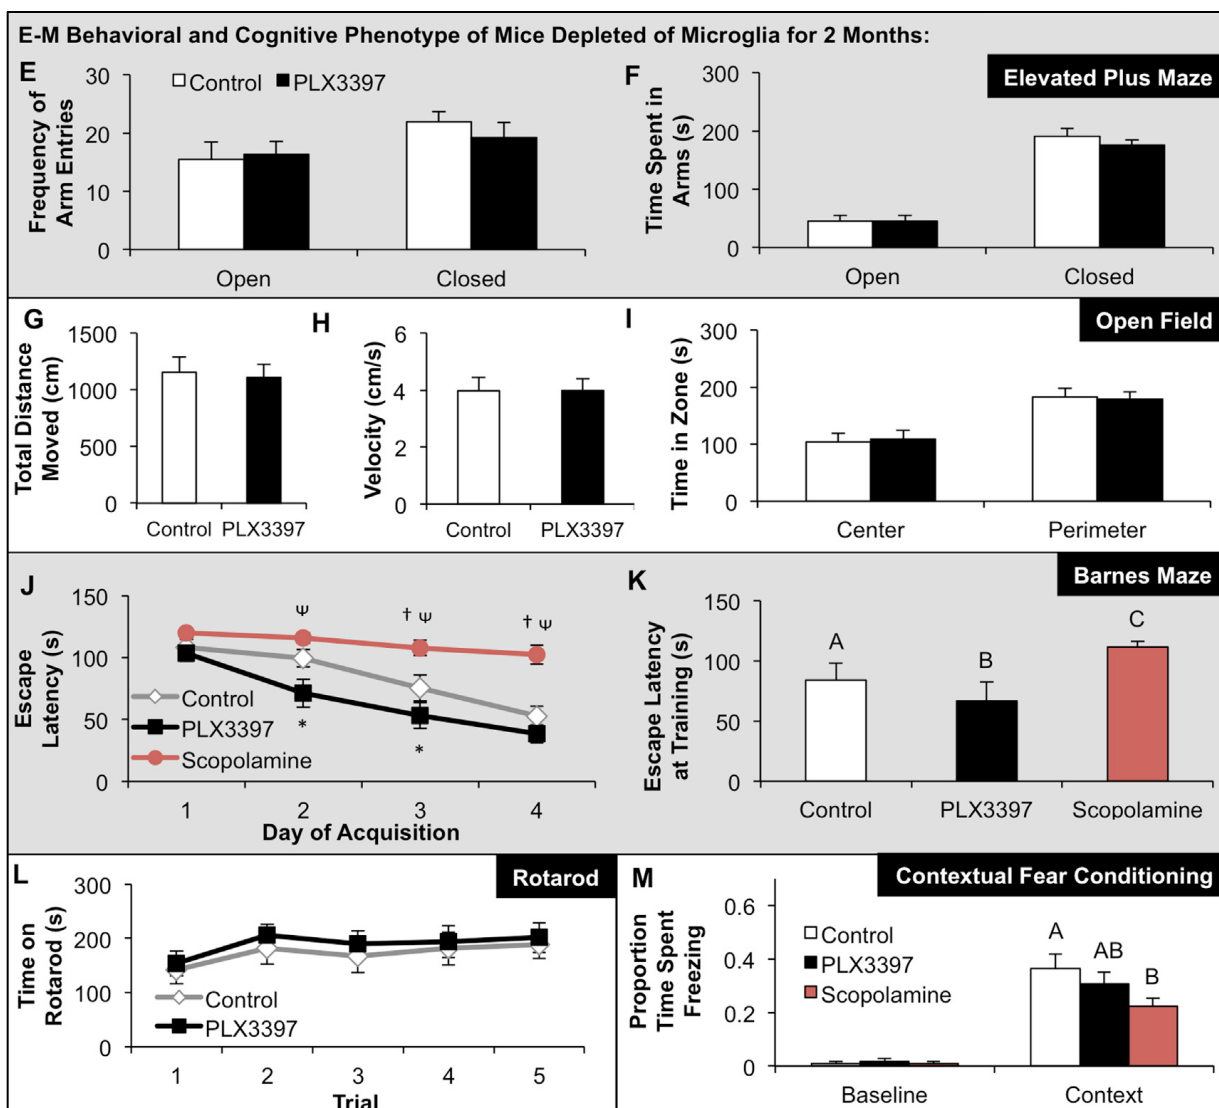 E-M Behavioral and Cognitive Phenotype of Mice Depleted of Microglia for 2 Months:
E
Frequency of
Arm Entries
30
20
10
0
Control
PLX3397
Open
Closed
F
Elevated Plus Maze
Time Spent in
Arms (s)
300
200
100
0
Open
Closed
G
Total Distance
Moved (cm)
1500
1000
500
0
Control
PLX3397
H
Velocity (cm/s)
6
4
2
0
Control
PLX3397
I
Open Field
Time in Zone (s)
300
200
100
0
Center
Perimeter
J
Escape
Latency (s)
150
100
50
0
Ψ
† Ψ
† Ψ
*
*
Control
PLX3397
Scopolamine
1
2
3
4
Day of Acquisition
K
Barnes Maze
Escape Latency
at Training (s)
150
100
50
0
A
B
C
Control
PLX3397
Scopolamine
L
Rotarod
Time on
Rotarod (s)
300
200
100
0
Control
PLX3397
1
2
3
4
5
Trial
M
Contextual Fear Conditioning
Proportion
Time Spent
Freezing
0.6
0.4
0.2
0
Control
PLX3397
Scopolamine
A
AB
B
Baseline
Context